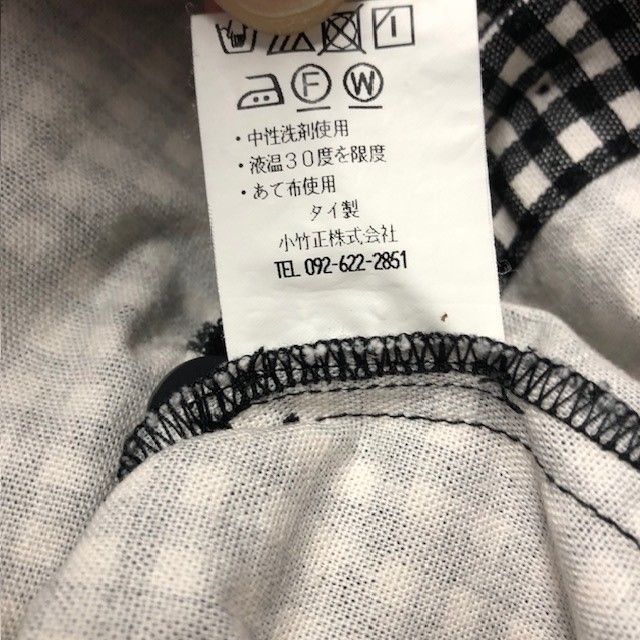 F W
・中性洗剤使用
・液温30度を限度
・あて布使用
タイ製
小竹正株式会社
TEL 092-622-2851